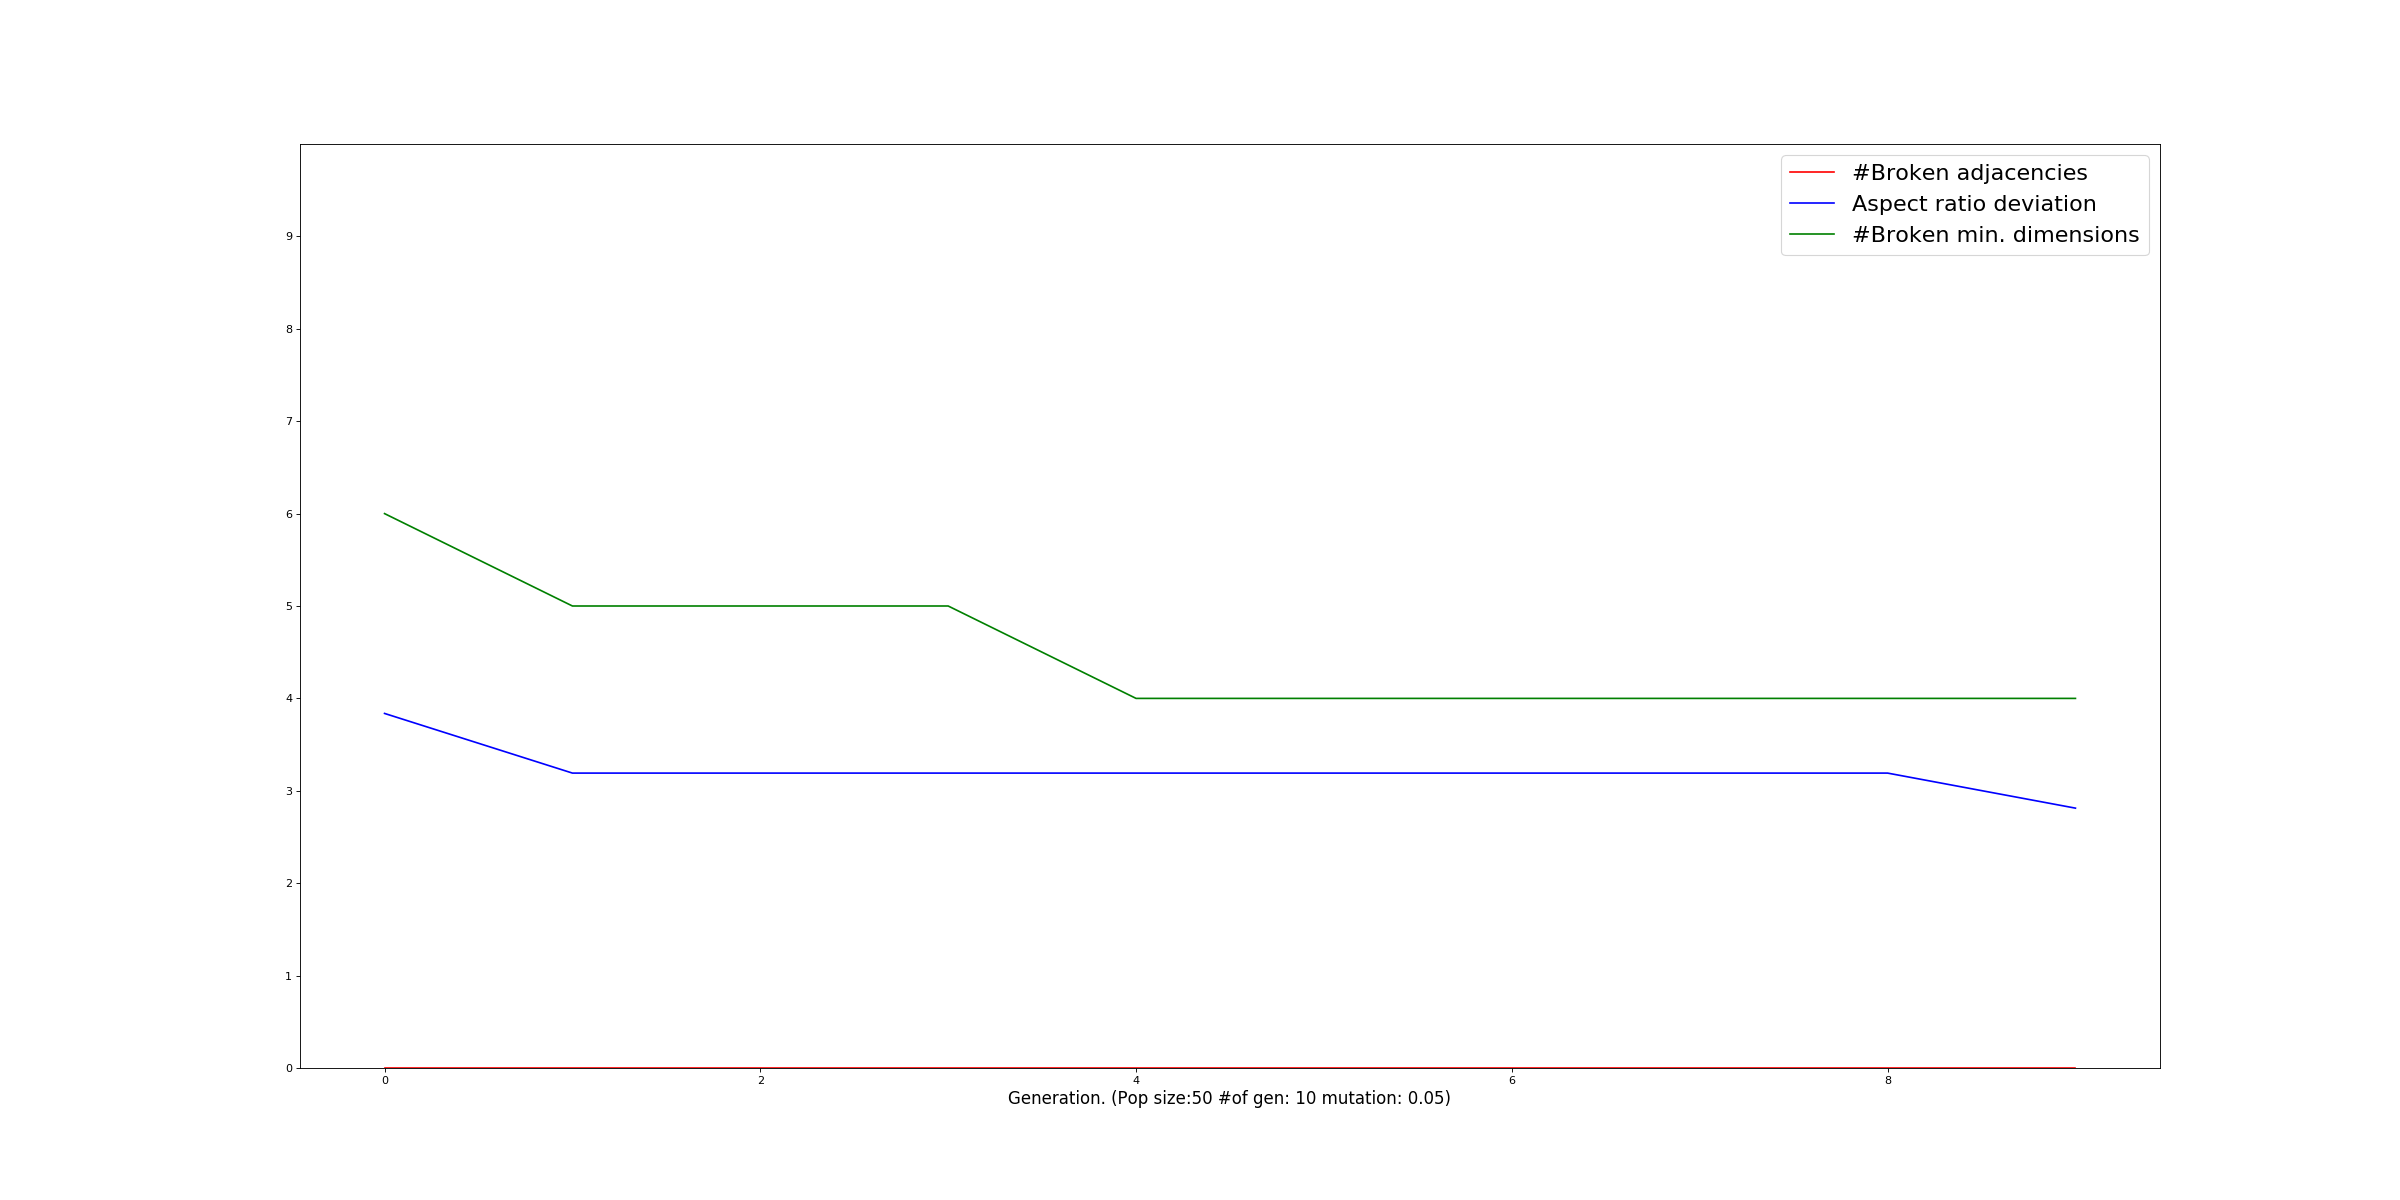 #Broken adjacencies
Aspect ratio deviation
#Broken min. dimensions
9
8
7
6
5
4
3
2
1
0
0 2 4 6 8
Generation. (Pop size:50 #of gen: 10 mutation: 0.05)